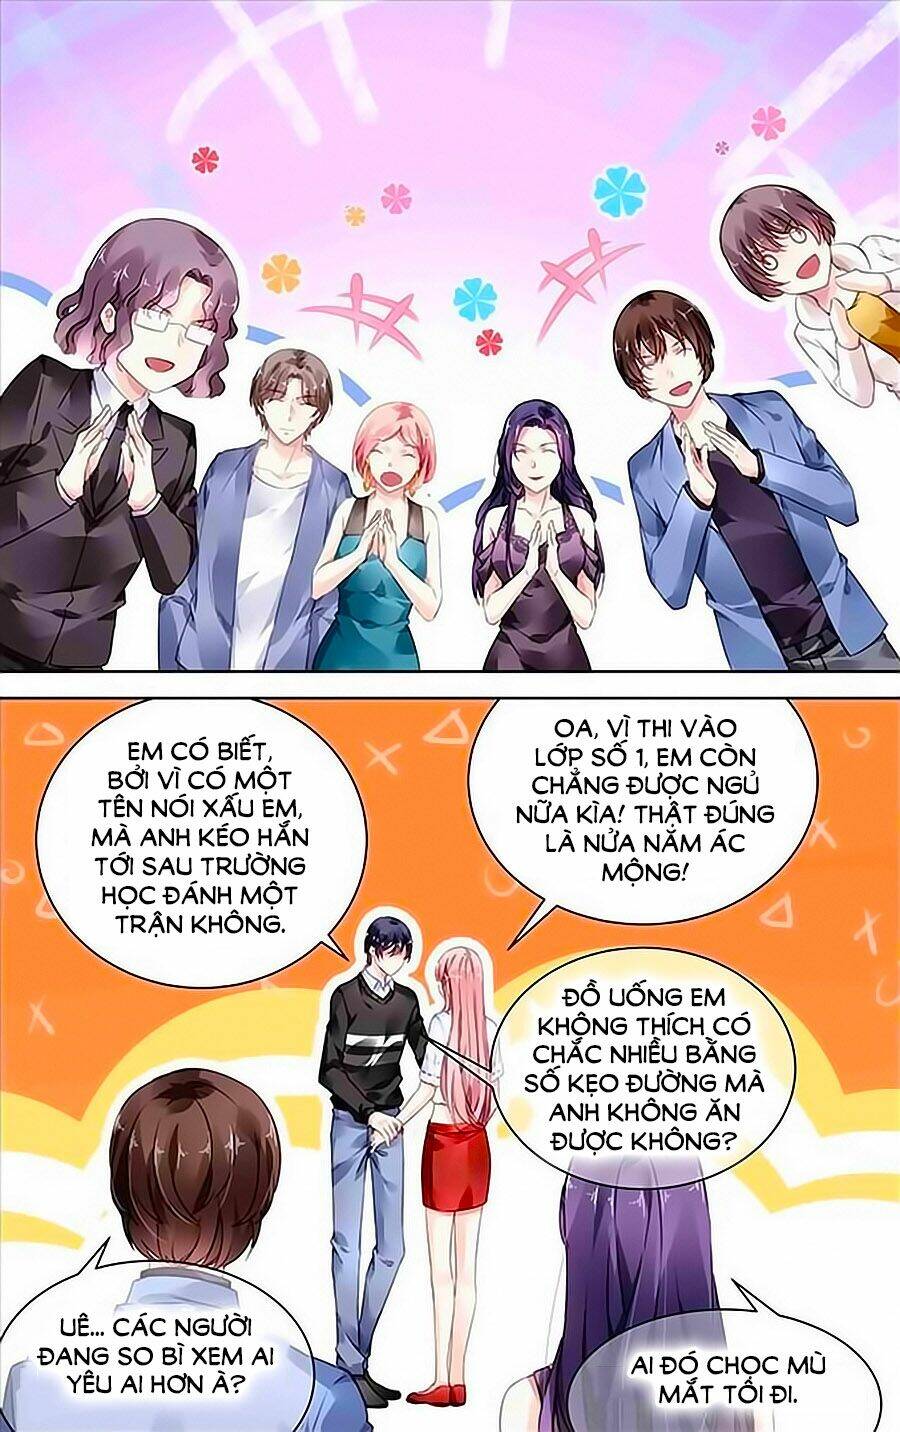 EM CÓ BIẾT,
BỞI VÌ CÓ MỘT
TÊN NÓI XẤU EM,
MÀ ANH KÉO HẮN
TỚI SAU TRƯỜNG
HỌC ĐÁNH MỘT
TRẬN KHÔNG.
OA, VÌ THI VÀO
LỚP SỐ 1, EM CÒN
CHẲNG ĐƯỢC NGỦ
NỮA KÌA! THẬT ĐÚNG
LÀ NỬA NĂM ÁC
MỘNG!
ĐỒ UỐNG EM
KHÔNG THÍCH CÓ
CHẮC NHIỀU BẰNG
SỐ KẸO ĐƯỜNG MÀ
ANH KHÔNG ĂN
ĐƯỢC KHÔNG?
UÊ... CÁC NGƯỜI
ĐANG SO BÌ XEM AI
YÊU AI HƠN À?
AI ĐÓ CHỌC MÙ
MẮT TÔI ĐI.